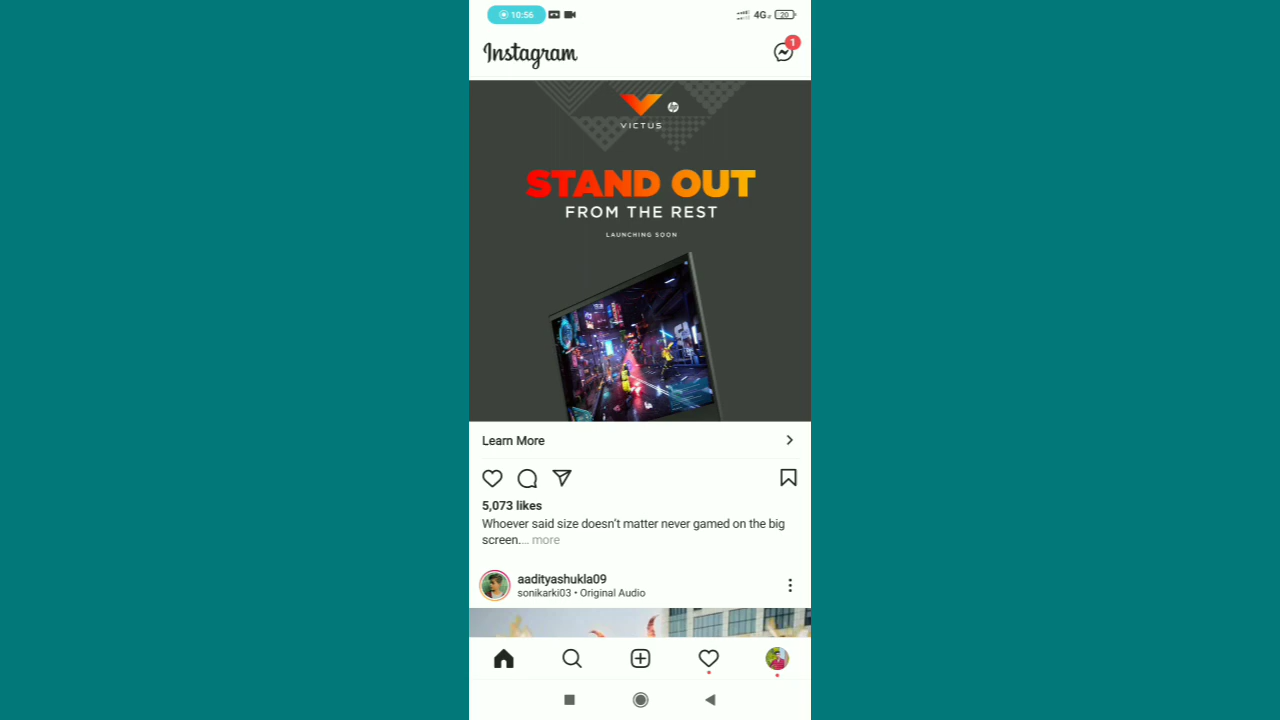 10:56
4G
20
Instagram
1
hp
VICTUS
STAND OUT
FROM THE REST
LAUNCHING SOON
Learn More
5,073 likes
Whoever said size doesn't matter never gamed on the big
screen.... more
aadityashukla09
sonikarki03 • Original Audio